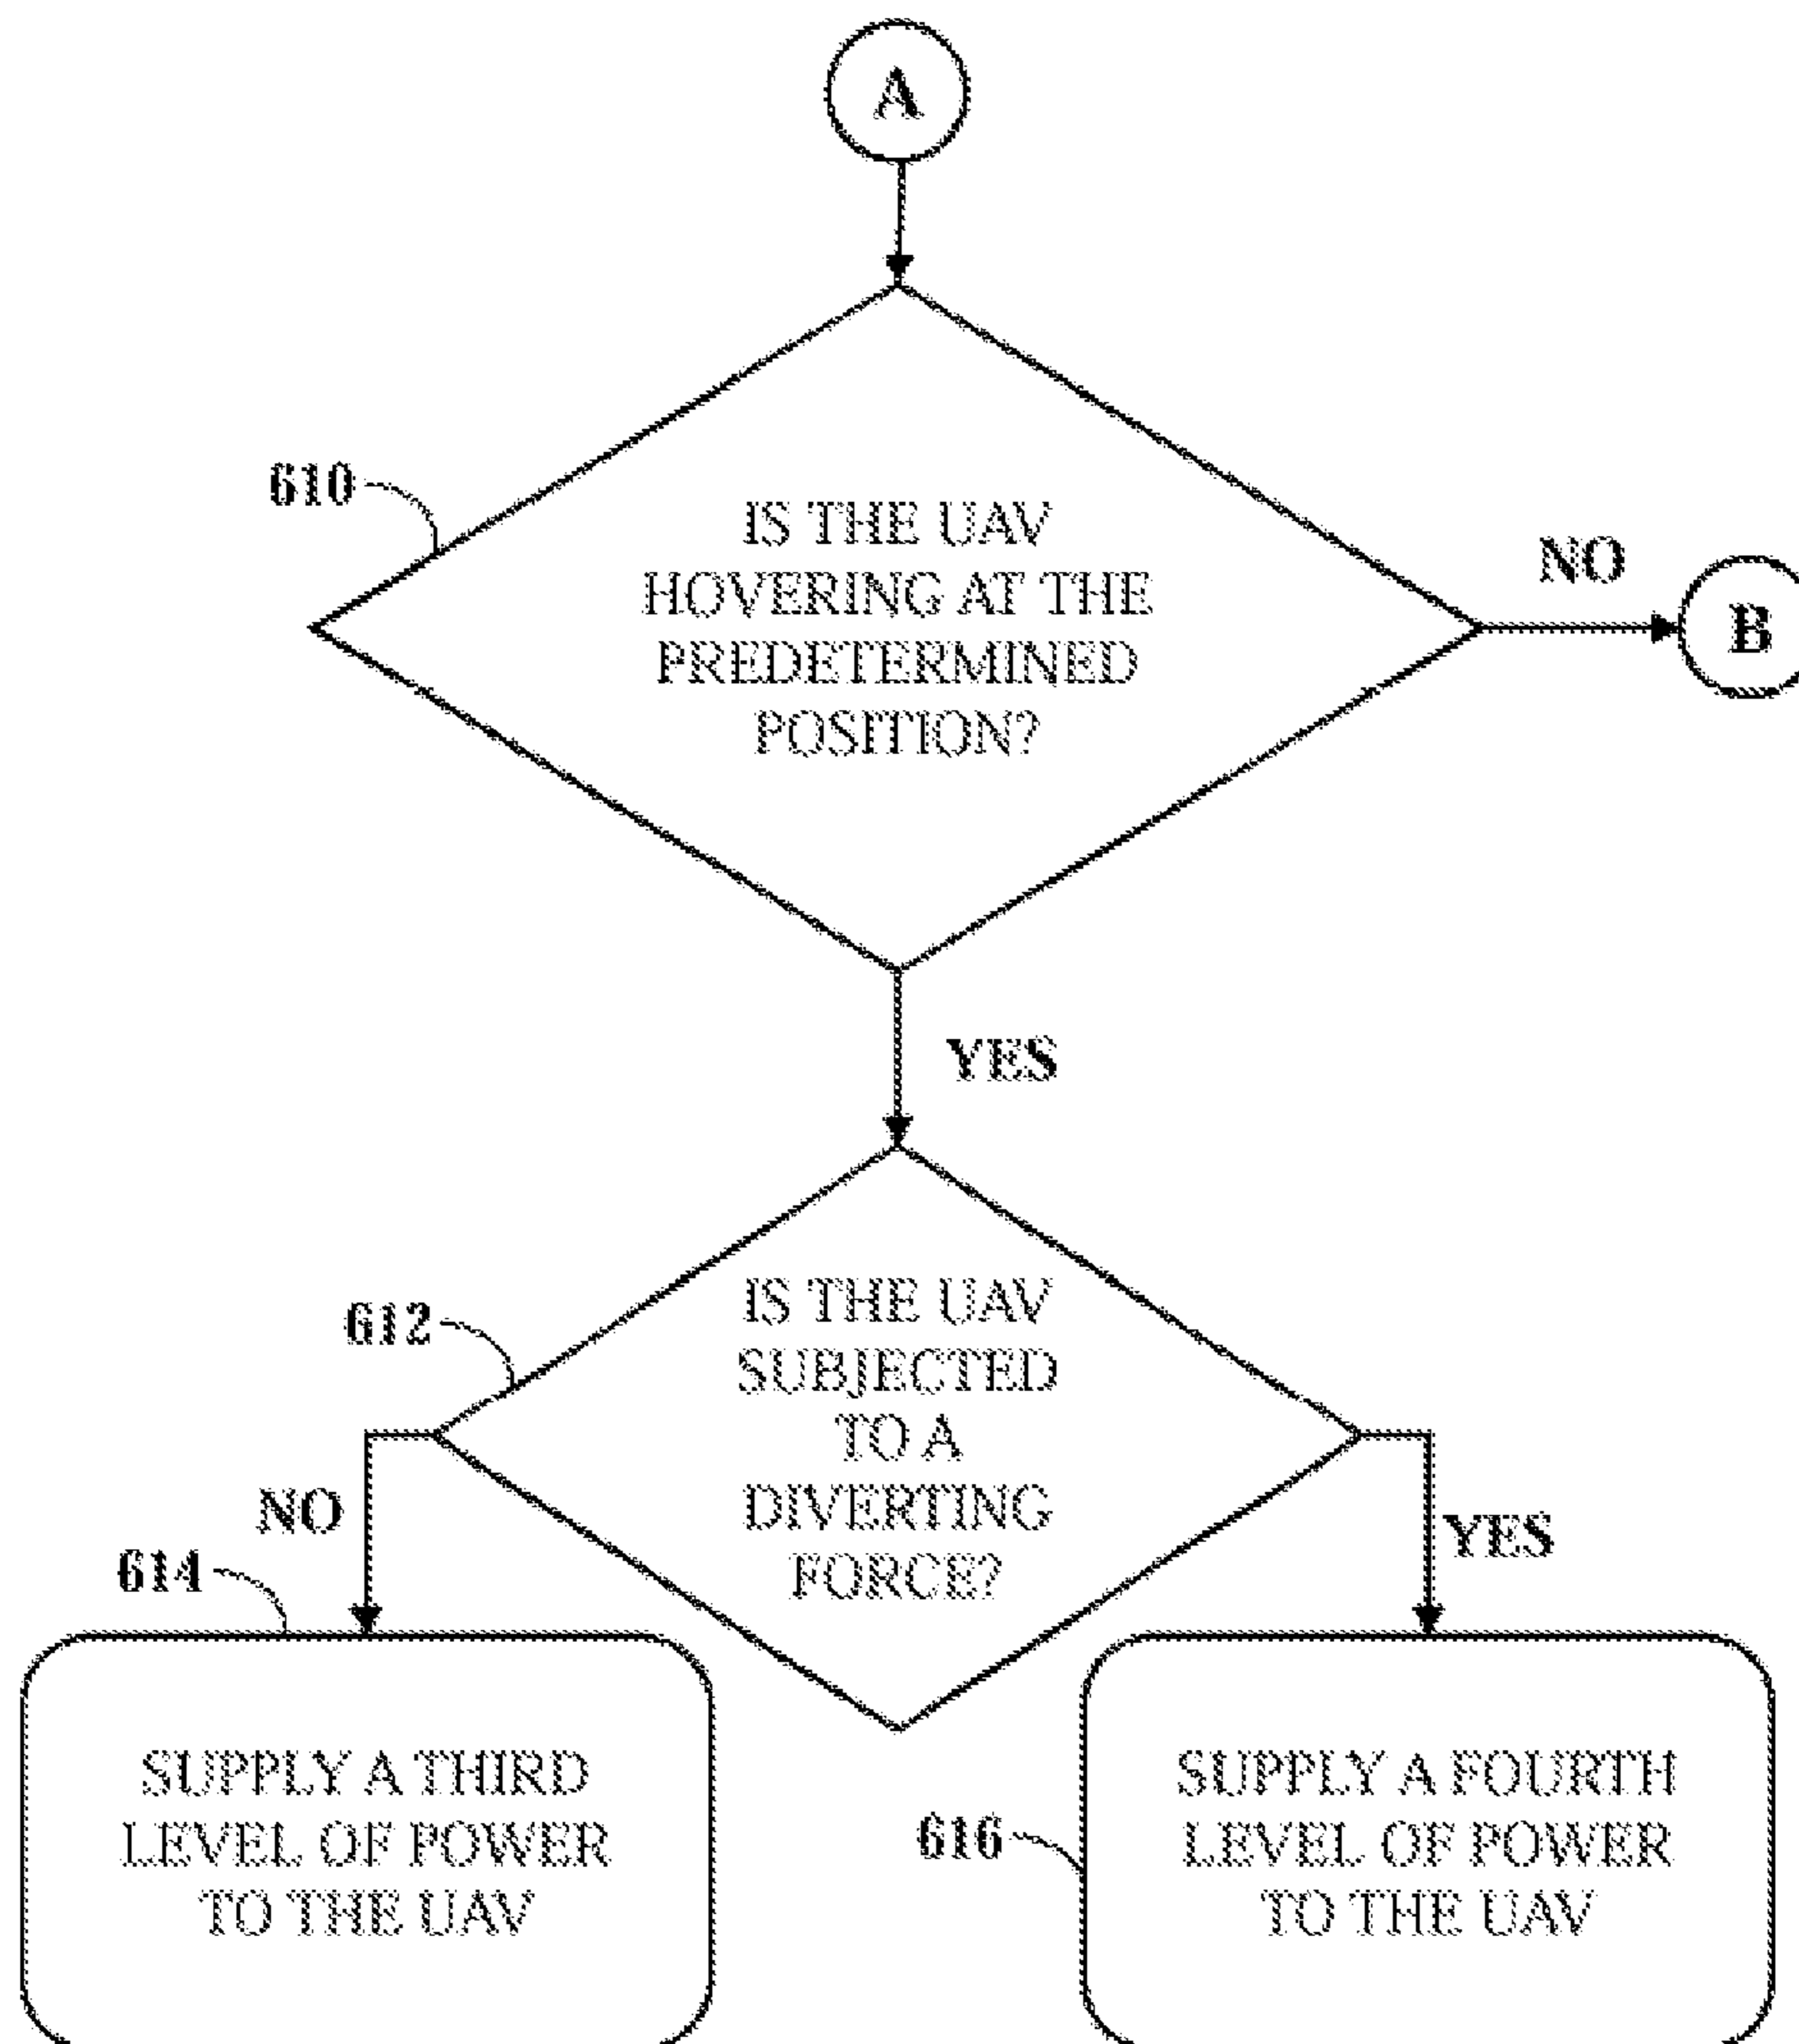 A
610
IS THE UAV
HOVERING AT THE
PREDETERMINED
POSITION?
NO
B
YES
612
IS THE UAV
SUBJECTED
TO A
DIVERTING
FORCE?
NO
YES
614
SUPPLY A THIRD
LEVEL OF POWER
TO THE UAV
616
SUPPLY A FOURTH
LEVEL OF POWER
TO THE UAV